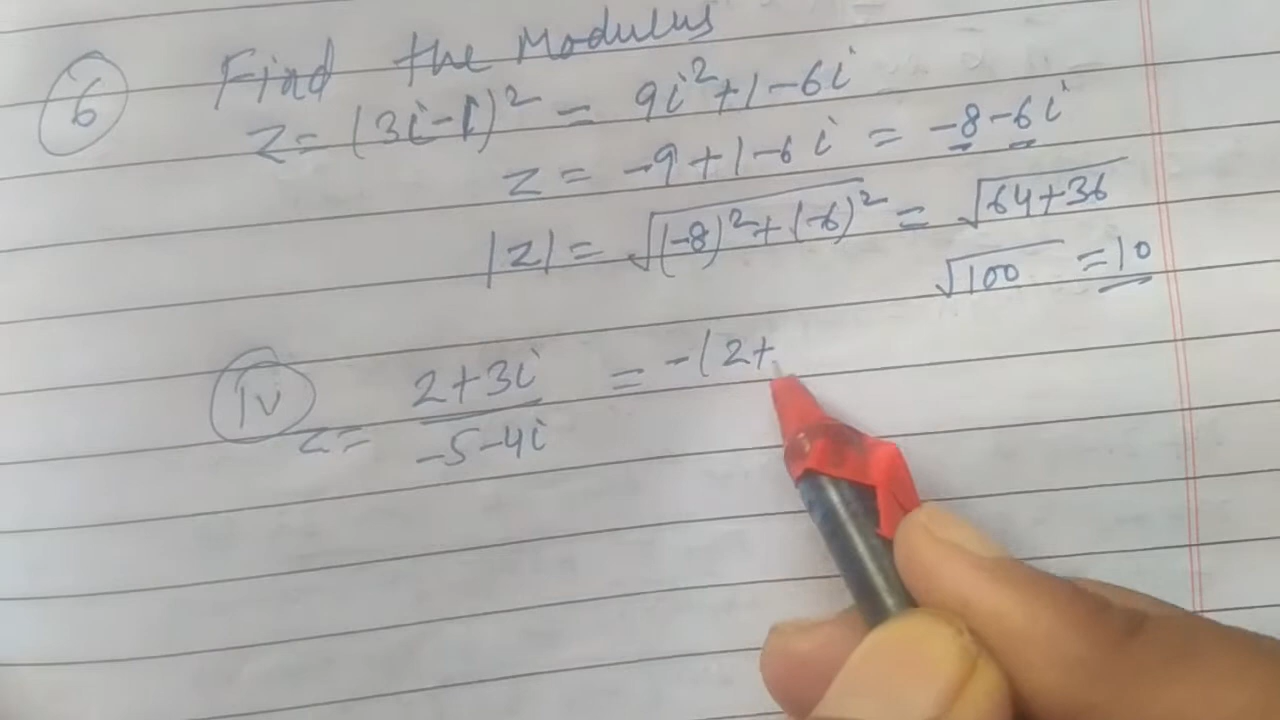 6 Find the Modulus
z = (3i-1)² = 9i²+1-6i
z = -9+1-6i = -8-6i
|z| = √(-8)²+(-6)² = √64+36
√100 = 10
iv z = 2+3i = -(2+
-5-4i